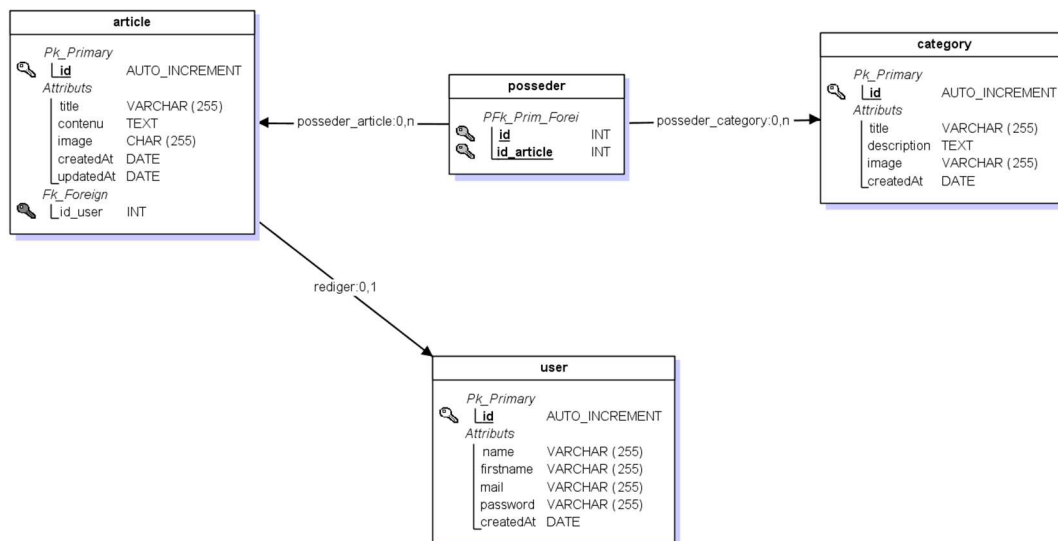 article
Pk_Primary
id AUTO_INCREMENT
Attributs
title VARCHAR (255)
contenu TEXT
image CHAR (255)
createdAt DATE
updatedAt DATE
Fk_Foreign
id_user INT
posseder_article:0,n
posseder
PFk_Prim_Forei
id INT
id_article INT
posseder_category:0,n
category
Pk_Primary
id AUTO_INCREMENT
Attributs
title VARCHAR (255)
description TEXT
image VARCHAR (255)
createdAt DATE
rediger:0,1
user
Pk_Primary
id AUTO_INCREMENT
Attributs
name VARCHAR (255)
firstname VARCHAR (255)
mail VARCHAR (255)
password VARCHAR (255)
createdAt DATE